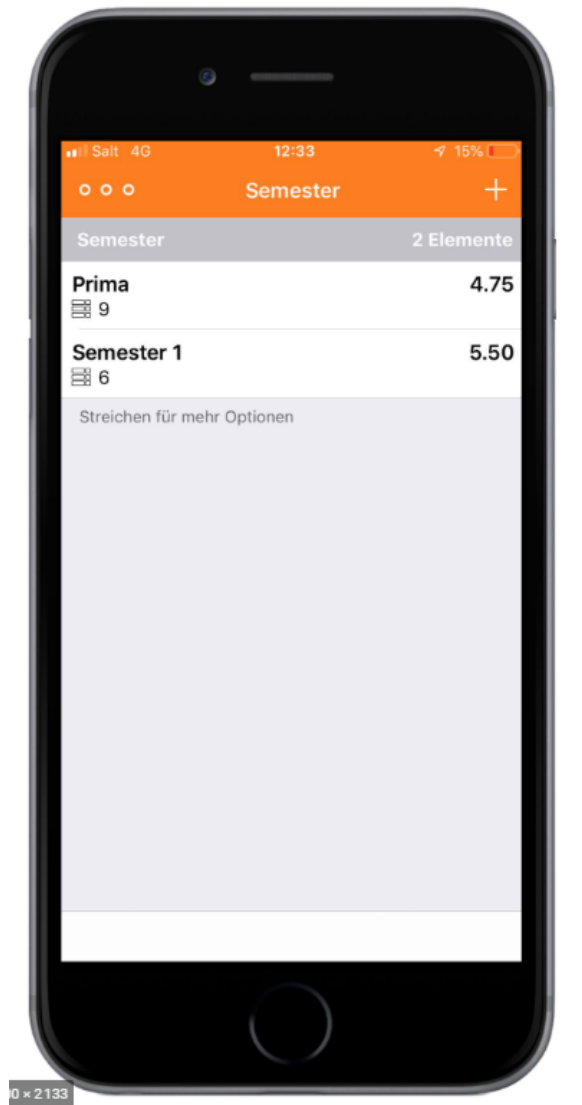 Salt 4G 12:33 15%
Semester
Semester 2 Elemente
Prima 4.75
9
Semester 1 5.50
6
Streichen für mehr Optionen
0 × 2133